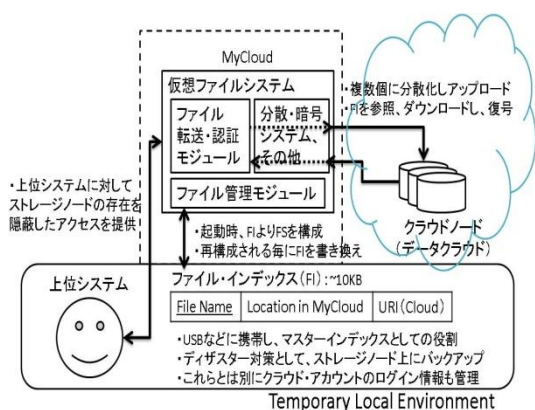 MyCloud
仮想ファイルシステム
ファイル
転送・認証
モジュール
分散・暗号
システム、
その他
ファイル管理モジュール
・複数個に分散化しアップロード
・FIを参照、ダウンロードし、復号
クラウドノード
(データクラウド)
・上位システムに対して
ストレージノードの存在を
隠蔽したアクセスを提供
・起動時、FIよりFSを構成
・再構成される毎にFIを書き換え
上位システム
ファイル・インデックス(FI):~10KB
File Name
Location in MyCloud
URI(Cloud)
・USBなどに携帯し、マスターインデックスとしての役割
・ディザスター対策として、ストレージノード上にバックアップ
・これらとは別にクラウド・アカウントのログイン情報も管理
Temporary Local Environment